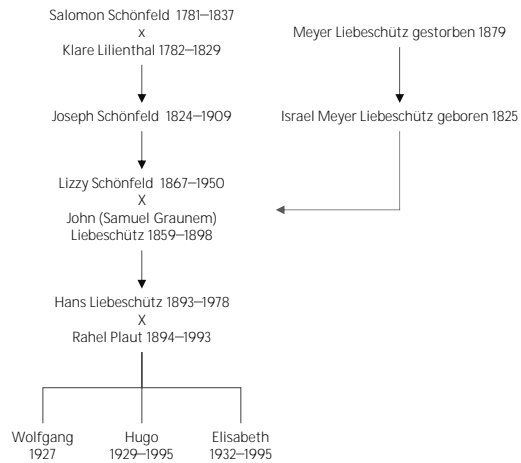 Salomon Schönfeld 1781–1837
x
Klare Lilienthal 1782–1829
Meyer Liebeschütz gestorben 1879
Joseph Schönfeld 1824–1909
Israel Meyer Liebeschütz geboren 1825
Lizzy Schönfeld 1867–1950
X
John (Samuel Graunem)
Liebeschütz 1859–1898
Hans Liebeschütz 1893–1978
X
Rahel Plaut 1894–1993
Wolfgang
1927
Hugo
1929–1995
Elisabeth
1932–1995